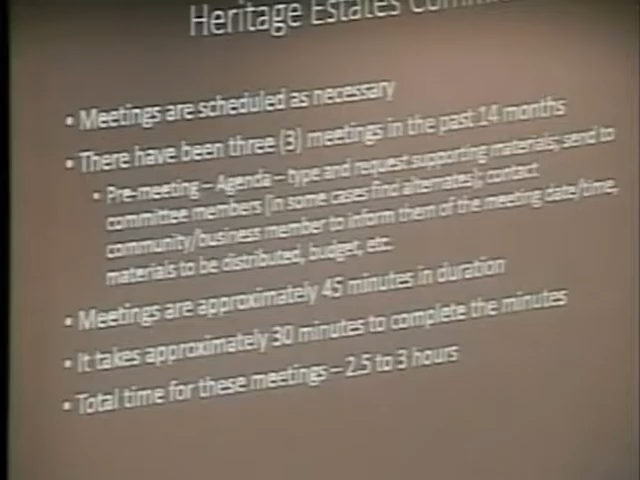 Heritage Estates
• Meetings are scheduled as necessary
• There have been three (3) meetings in the past 14 months
• Pre-meeting – Agenda – type and request supporting materials; send to
committee members (in some cases find alternates); contact
community/business member to inform them of the meeting date/time,
materials to be distributed, budget, etc.
• Meetings are approximately 45 minutes in duration
• It takes approximately 30 minutes to complete the minutes
• Total time for these meetings – 2.5 to 3 hours